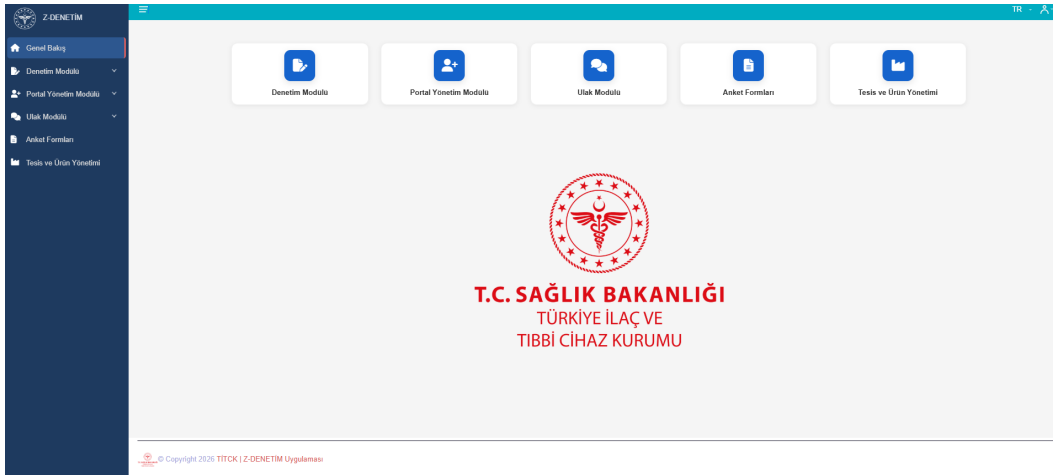 Z-DENETİM
TR
Genel Bakış
Denetim Modülü
Portal Yönetim Modülü
Ulak Modülü
Anket Formları
Tesis ve Ürün Yönetimi
Denetim Modülü
Portal Yönetim Modülü
Ulak Modülü
Anket Formları
Tesis ve Ürün Yönetimi
T.C. SAĞLIK BAKANLIĞI
TÜRKİYE İLAÇ VE
TIBBİ CİHAZ KURUMU
© Copyright 2026 TİTCK | Z-DENETİM Uygulaması